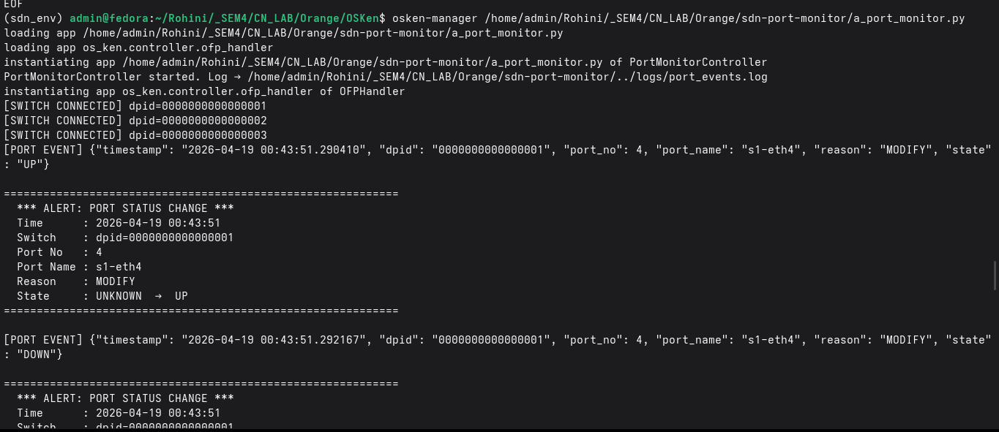 EOF
(sdn_env) admin@fedora:~/Rohini/_SEM4/CN_LAB/Orange/OSKen$ osken-manager /home/admin/Rohini/_SEM4/CN_LAB/Orange/sdn-port-monitor/a_port_monitor.py
loading app /home/admin/Rohini/_SEM4/CN_LAB/Orange/sdn-port-monitor/a_port_monitor.py
loading app os_ken.controller.ofp_handler
instantiating app /home/admin/Rohini/_SEM4/CN_LAB/Orange/sdn-port-monitor/a_port_monitor.py of PortMonitorController
PortMonitorController started. Log → /home/admin/Rohini/_SEM4/CN_LAB/Orange/sdn-port-monitor/../logs/port_events.log
instantiating app os_ken.controller.ofp_handler of OFPHandler
[SWITCH CONNECTED] dpid=0000000000000001
[SWITCH CONNECTED] dpid=0000000000000002
[SWITCH CONNECTED] dpid=0000000000000003
[PORT EVENT] {"timestamp": "2026-04-19 00:43:51.290410", "dpid": "0000000000000001", "port_no": 4, "port_name": "s1-eth4", "reason": "MODIFY", "state"
: "UP"}
============================================================
*** ALERT: PORT STATUS CHANGE ***
Time      : 2026-04-19 00:43:51
Switch    : dpid=0000000000000001
Port No   : 4
Port Name : s1-eth4
Reason    : MODIFY
State     : UNKNOWN  →  UP
============================================================
[PORT EVENT] {"timestamp": "2026-04-19 00:43:51.292167", "dpid": "0000000000000001", "port_no": 4, "port_name": "s1-eth4", "reason": "MODIFY", "state"
: "DOWN"}
============================================================
*** ALERT: PORT STATUS CHANGE ***
Time      : 2026-04-19 00:43:51
Switch    : dpid=0000000000000001